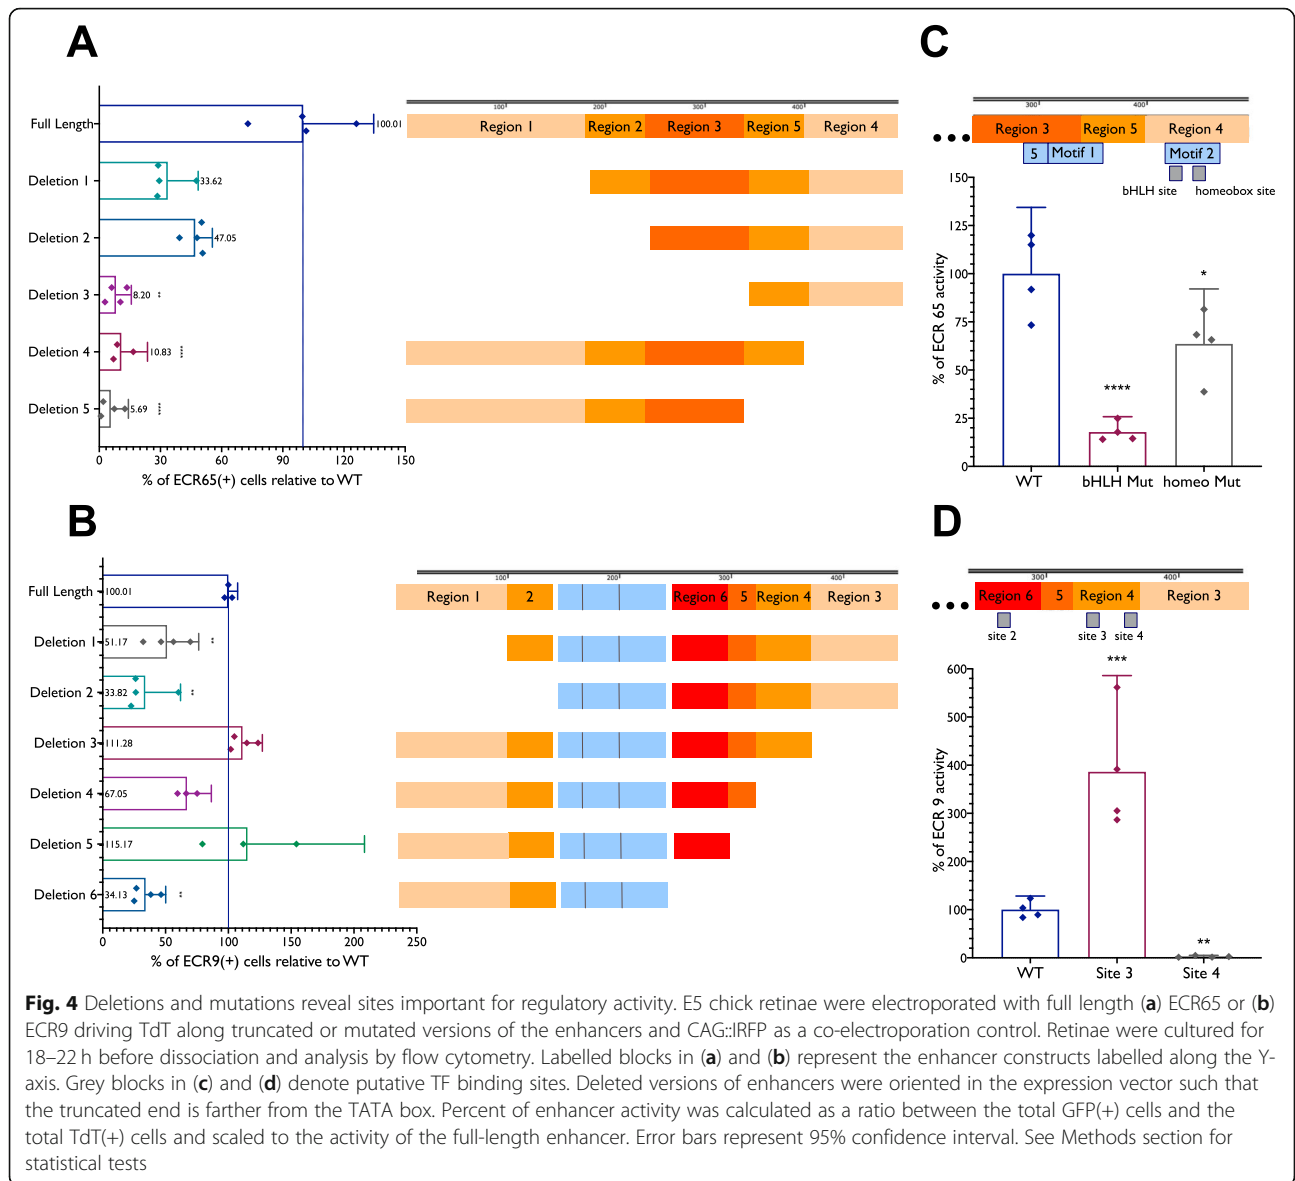 A
Full Length
100.01
Deletion 1
33.62
Deletion 2
47.05
Deletion 3
8.20 **
Deletion 4
10.83 ****
Deletion 5
5.69 ****
0 30 60 90 120 150
% of ECR65(+) cells relative to WT
100 200 300 400
Region 1 Region 2 Region 3 Region 5 Region 4
C
300 400
Region 3 Region 5 Region 4
5 Motif 1 Motif 2
bHLH site homeobox site
% of ECR 65 activity
150
125
100
75
50
25
0
****
*
WT bHLH Mut homeo Mut
B
Full Length
100.01
Deletion 1
51.17 **
Deletion 2
33.82 **
Deletion 3
111.28
Deletion 4
67.05
Deletion 5
115.17
Deletion 6
34.13 **
0 50 100 150 200 250
% of ECR9(+) cells relative to WT
100 200 300 400
Region 1 2 Region 6 5 Region 4 Region 3
D
300 400
Region 6 5 Region 4 Region 3
site 2 site 3 site 4
% of ECR 9 activity
600
500
400
300
200
100
0
***
**
WT Site 3 Site 4
Fig. 4 Deletions and mutations reveal sites important for regulatory activity. E5 chick retinae were electroporated with full length (a) ECR65 or (b)
ECR9 driving TdT along truncated or mutated versions of the enhancers and CAG::IRFP as a co-electroporation control. Retinae were cultured for
18–22 h before dissociation and analysis by flow cytometry. Labelled blocks in (a) and (b) represent the enhancer constructs labelled along the Y-
axis. Grey blocks in (c) and (d) denote putative TF binding sites. Deleted versions of enhancers were oriented in the expression vector such that
the truncated end is farther from the TATA box. Percent of enhancer activity was calculated as a ratio between the total GFP(+) cells and the
total TdT(+) cells and scaled to the activity of the full-length enhancer. Error bars represent 95% confidence interval. See Methods section for
statistical tests